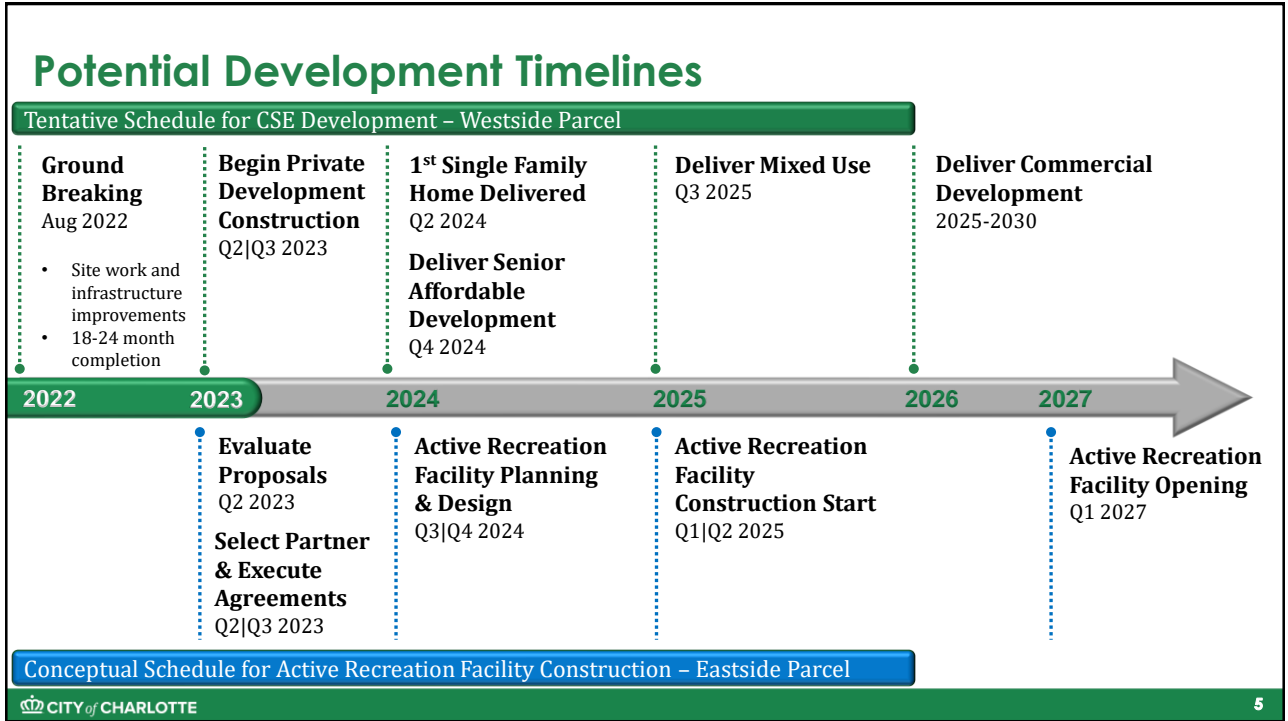 Potential Development Timelines
Tentative Schedule for CSE Development – Westside Parcel
Ground
Breaking
Aug 2022
• Site work and
infrastructure
improvements
• 18-24 month
completion
Begin Private
Development
Construction
Q2|Q3 2023
1st Single Family
Home Delivered
Q2 2024
Deliver Senior
Affordable
Development
Q4 2024
Deliver Mixed Use
Q3 2025
Deliver Commercial
Development
2025-2030
2022 2023 2024 2025 2026 2027
Evaluate
Proposals
Q2 2023
Select Partner
& Execute
Agreements
Q2|Q3 2023
Active Recreation
Facility Planning
& Design
Q3|Q4 2024
Active Recreation
Facility
Construction Start
Q1|Q2 2025
Active Recreation
Facility Opening
Q1 2027
Conceptual Schedule for Active Recreation Facility Construction – Eastside Parcel
CITY of CHARLOTTE
5